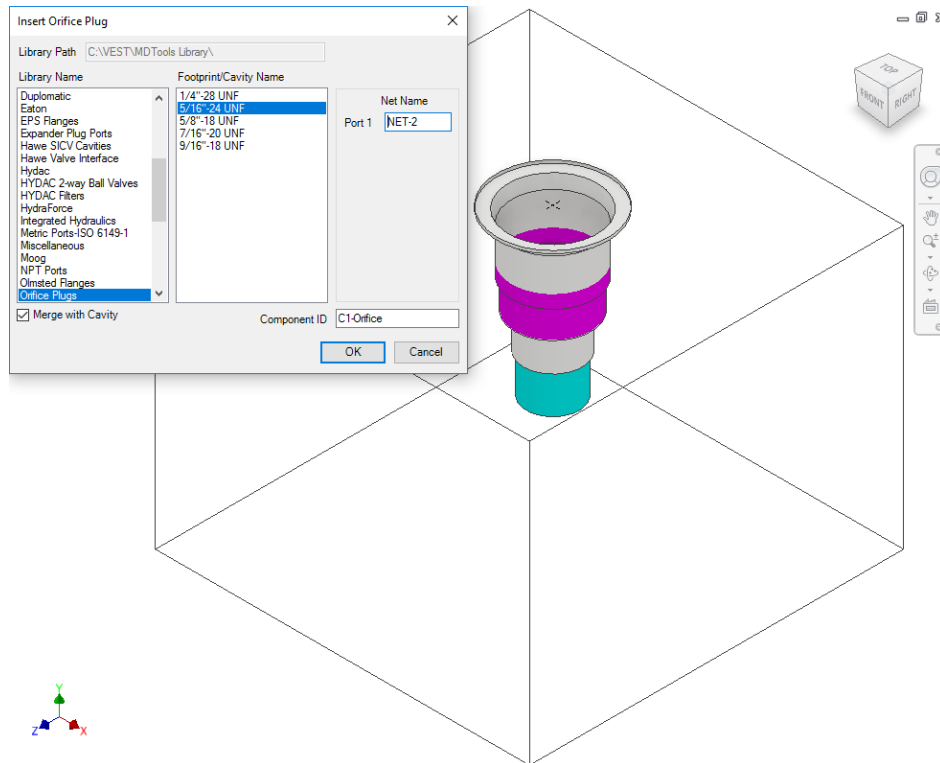 Insert Orifice Plug
Library Path C:\VEST\MDTools Library\
Library Name
Footprint/Cavity Name
Duplomatic
Eaton
EPS Flanges
Expander Plug Ports
Hawe SICV Cavities
Hawe Valve Interface
Hydac
HYDAC 2-way Ball Valves
HYDAC Filters
HydraForce
Integrated Hydraulics
Metric Ports-ISO 6149-1
Miscellaneous
Moog
NPT Ports
Olmsted Flanges
Orifice Plugs
1/4"-28 UNF
5/16"-24 UNF
5/8"-18 UNF
7/16"-20 UNF
9/16"-18 UNF
Net Name
Port 1 NET-2
Merge with Cavity
Component ID C1-Orifice
OK Cancel
TOP
FRONT RIGHT
Y
Z X